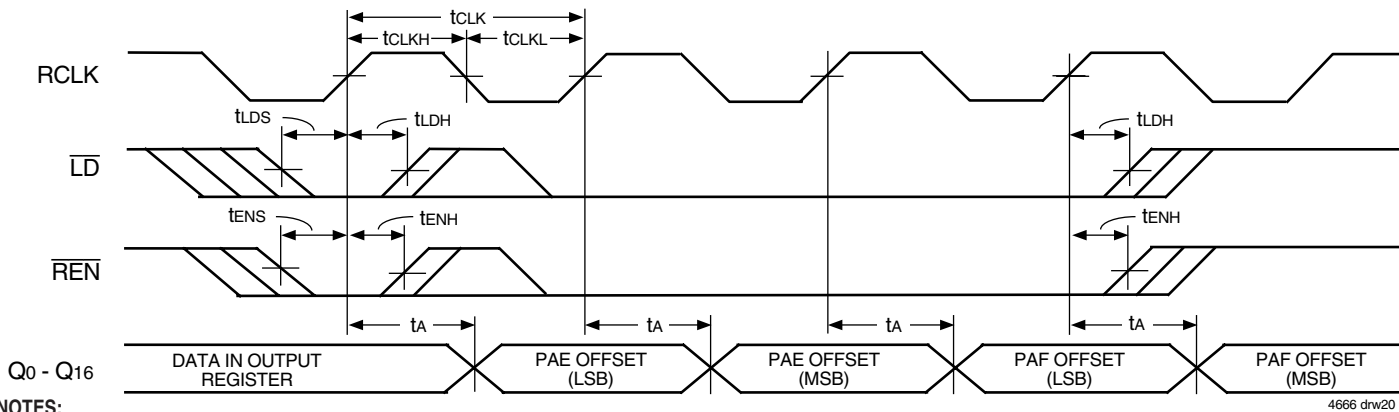 tCLK
tCLKH
tCLKL
RCLK
tLDS
tLDH
tLDH
LD
tENS
tENH
tENH
REN
tA
tA
tA
tA
Q0 - Q16
DATA IN OUTPUT
REGISTER
PAE OFFSET
(LSB)
PAE OFFSET
(MSB)
PAF OFFSET
(LSB)
PAF OFFSET
(MSB)
NOTES:
4666 drw20